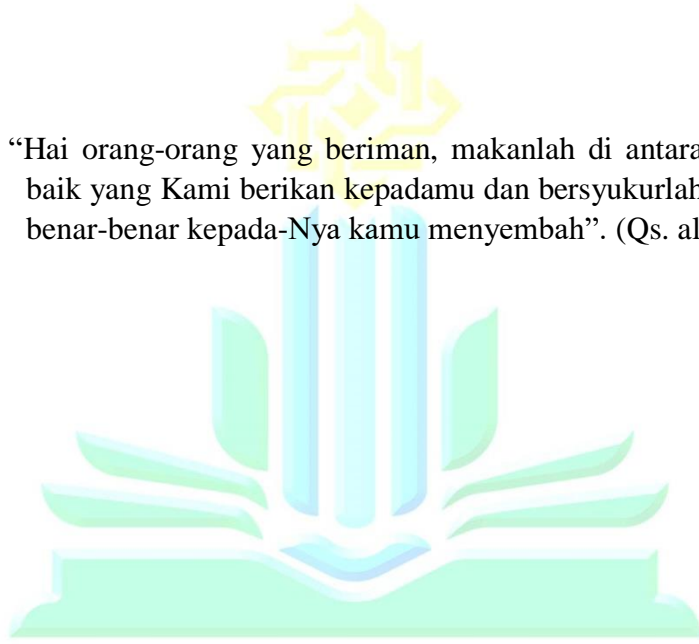 “Hai orang-orang yang beriman, makanlah di antara
baik yang Kami berikan kepadamu dan bersyukurlah
benar-benar kepada-Nya kamu menyembah”. (Qs. al